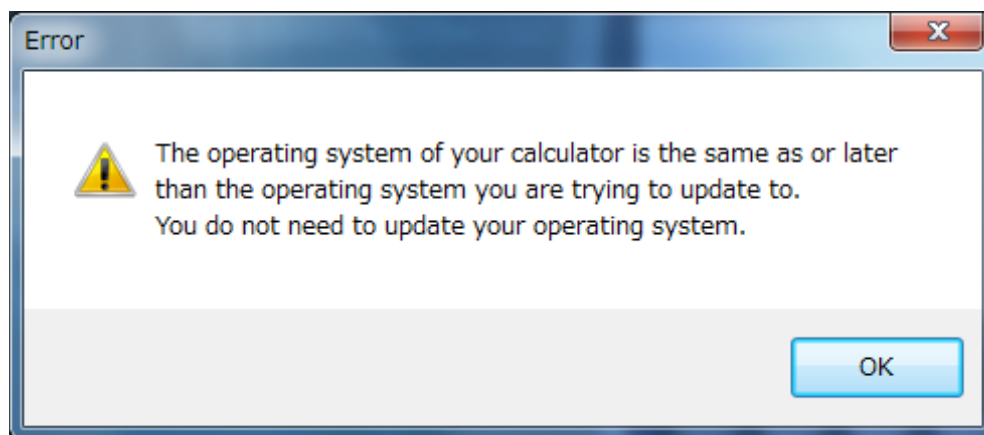 Error
The operating system of your calculator is the same as or later
than the operating system you are trying to update to.
You do not need to update your operating system.
OK